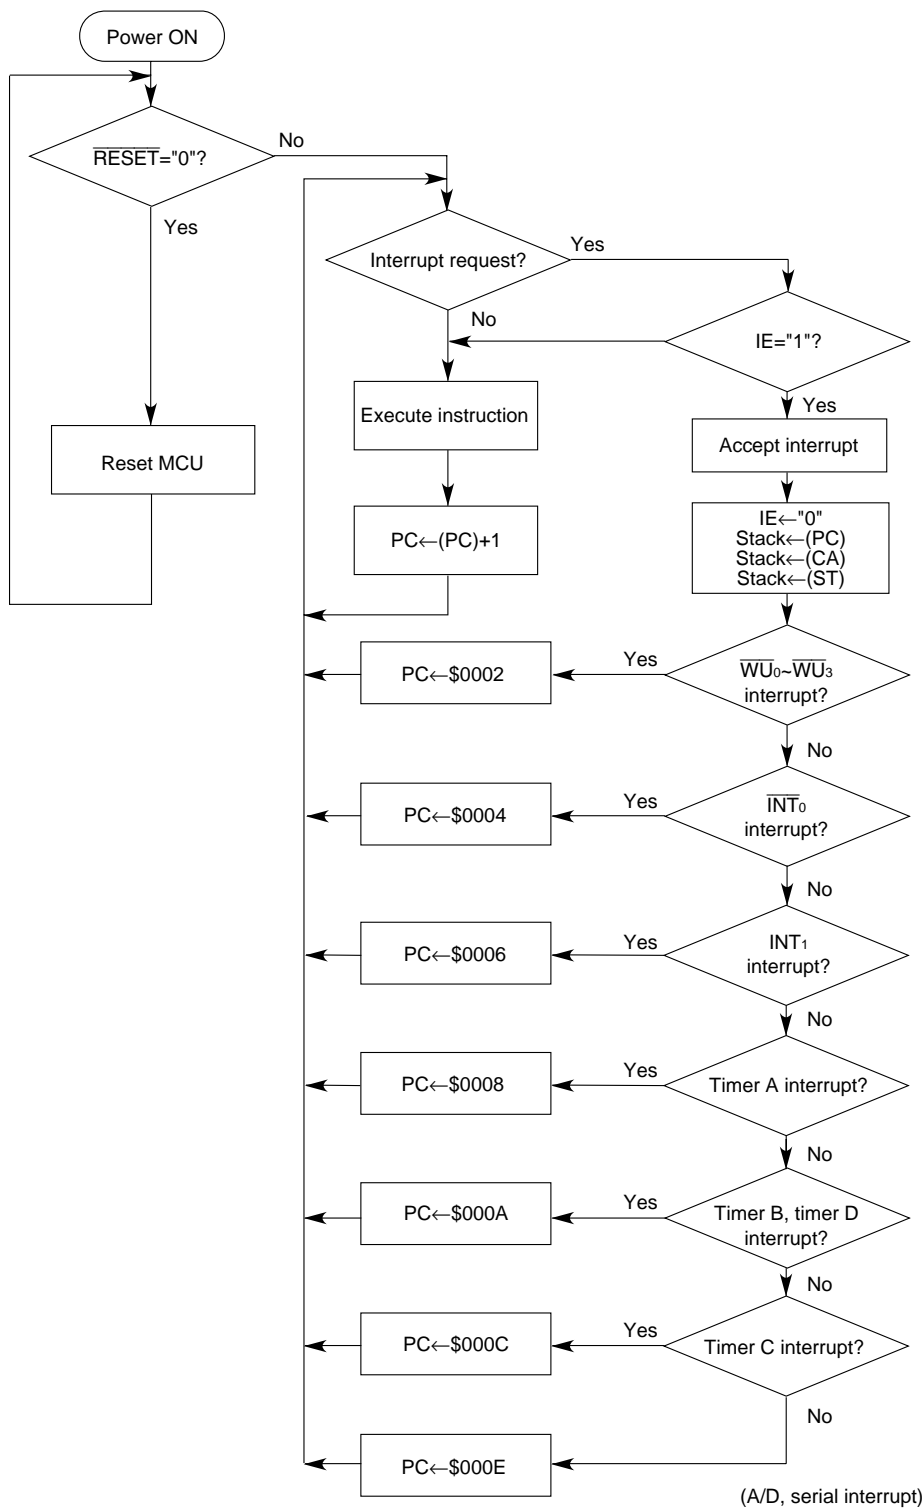 Power ON
RESET="0"?
No
Yes
Interrupt request?
Yes
No
IE="1"?
Yes
Execute instruction
Accept interrupt
Reset MCU
PC←(PC)+1
IE←"0"
Stack←(PC)
Stack←(CA)
Stack←(ST)
PC←$0002
Yes
WU0~WU3
interrupt?
No
PC←$0004
Yes
INT0
interrupt?
No
PC←$0006
Yes
INT1
interrupt?
No
PC←$0008
Yes
Timer A interrupt?
No
PC←$000A
Yes
Timer B, timer D
interrupt?
No
PC←$000C
Yes
Timer C interrupt?
No
PC←$000E
(A/D, serial interrupt)